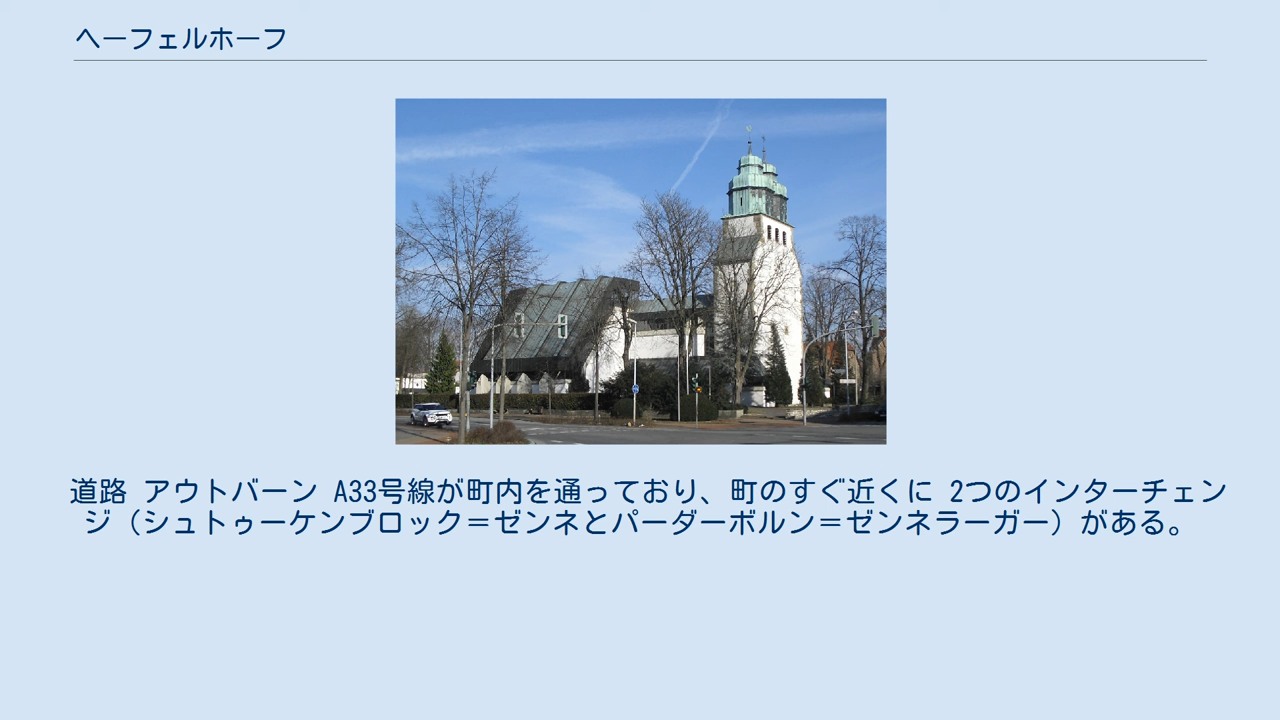 ヘーフェルホーフ
道路 アウトバーン A33号線が町内を通っており、町のすぐ近くに 2つのインターチェン
ジ（シュトゥーケンブロック＝ゼンネとパーダーボルン＝ゼンネラーガー）がある。